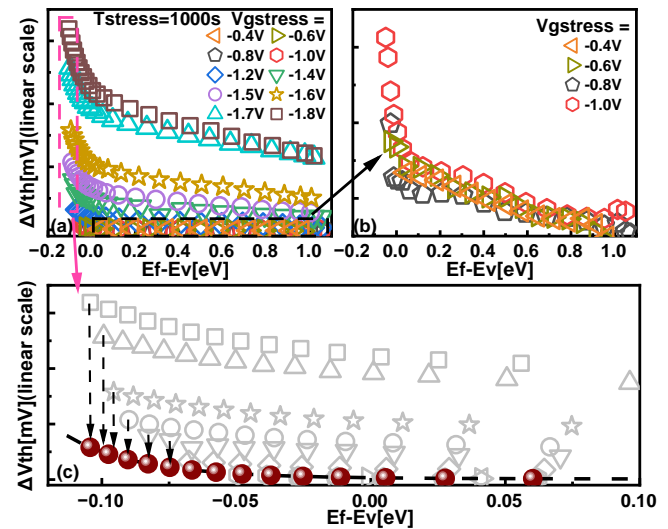 Tstress=1000s Vgstress =
-0.4V -0.6V
-0.8V -1.0V
-1.2V -1.4V
-1.5V -1.6V
-1.7V -1.8V
ΔVth[mV](linear scale)
(a)
-0.2 0.0 0.2 0.4 0.6 0.8 1.0
Ef-Ev[eV]
Vgstress =
-0.4V
-0.6V
-0.8V
-1.0V
(b)
-0.2 0.0 0.2 0.4 0.6 0.8 1.0
Ef-Ev[eV]
ΔVth[mV](linear scale)
(c)
-0.10 -0.05 0.00 0.05 0.10
Ef-Ev[eV]